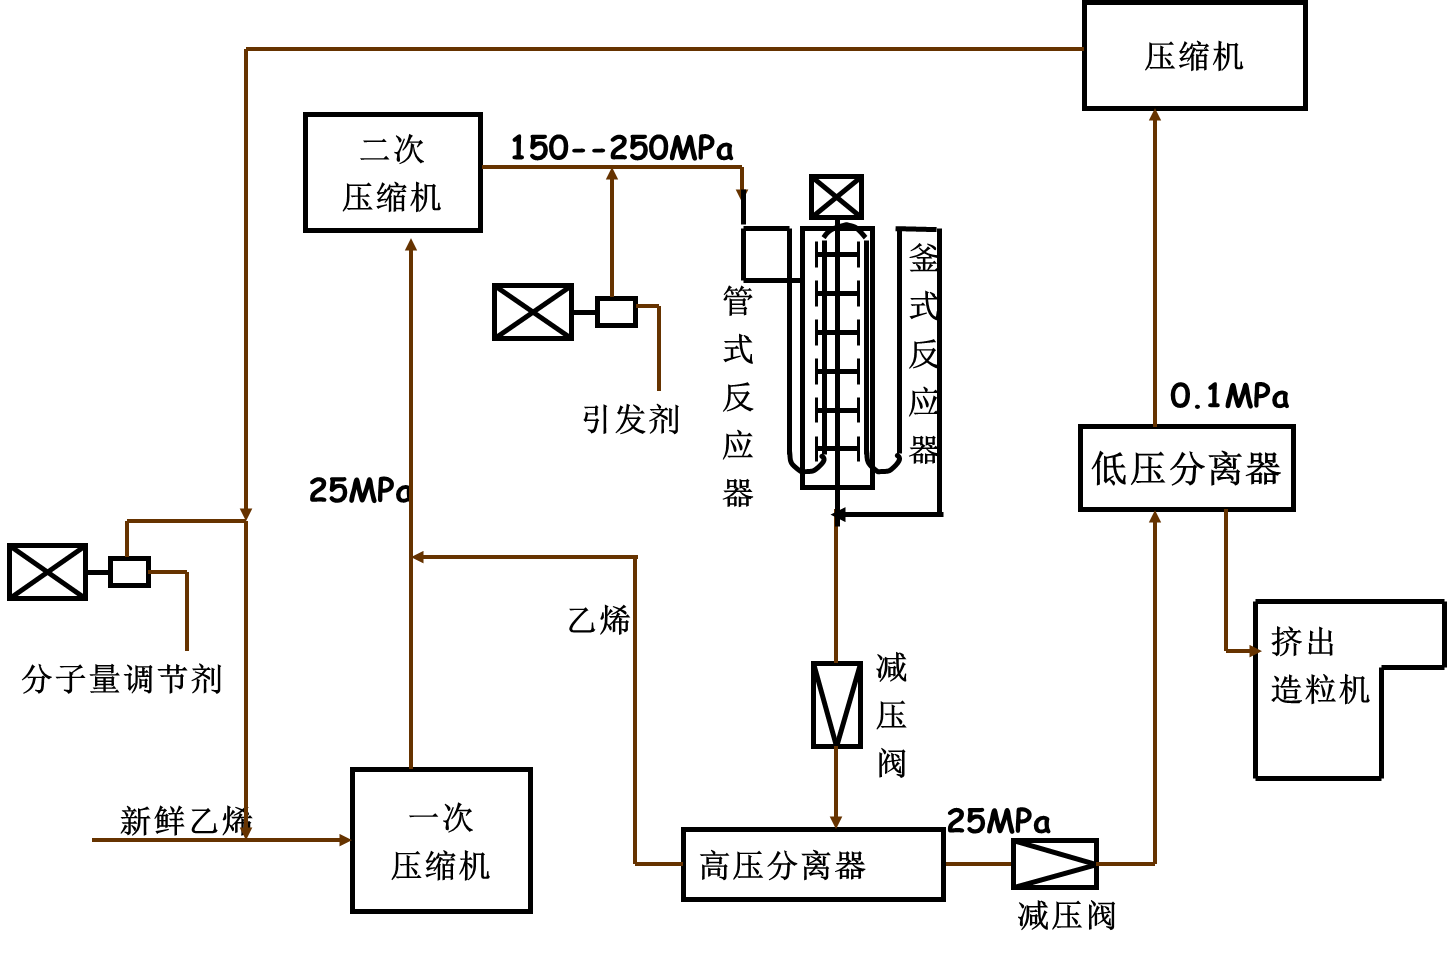 压缩机
二次
压缩机
150--250MPa
釜式反应器
管式反应器
引发剂
0.1MPa
低压分离器
25MPa
乙烯
分子量调节剂
挤出
造粒机
减压阀
新鲜乙烯
一次
压缩机
高压分离器
25MPa
减压阀